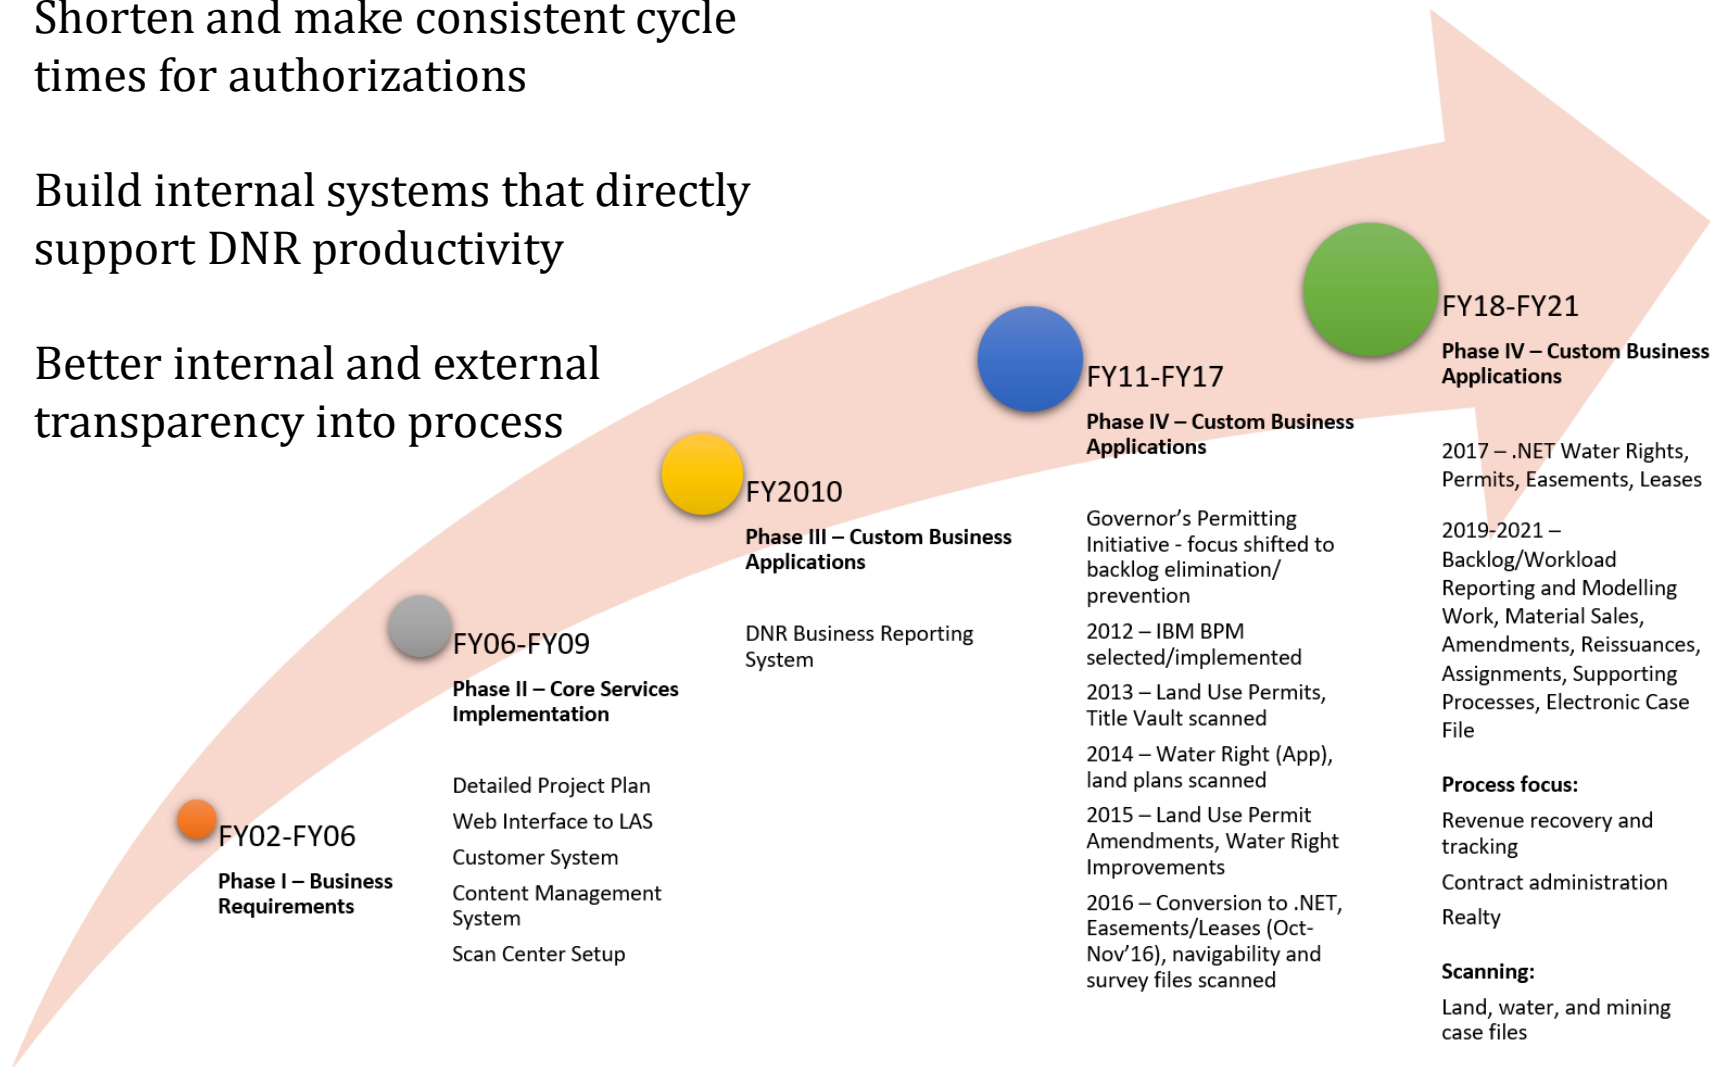 Shorten and make consistent cycle
times for authorizations
Build internal systems that directly
support DNR productivity
Better internal and external
transparency into process
FY02-FY06
Phase I – Business
Requirements
FY06-FY09
Phase II – Core Services
Implementation
Detailed Project Plan
Web Interface to LAS
Customer System
Content Management
System
Scan Center Setup
FY2010
Phase III – Custom Business
Applications
DNR Business Reporting
System
FY11-FY17
Phase IV – Custom Business
Applications
Governor’s Permitting
Initiative - focus shifted to
backlog elimination/
prevention
2012 – IBM BPM
selected/implemented
2013 – Land Use Permits,
Title Vault scanned
2014 – Water Right (App),
land plans scanned
2015 – Land Use Permit
Amendments, Water Right
Improvements
2016 – Conversion to .NET,
Easements/Leases (Oct-
Nov’16), navigability and
survey files scanned
FY18-FY21
Phase IV – Custom Business
Applications
2017 – .NET Water Rights,
Permits, Easements, Leases
2019-2021 –
Backlog/Workload
Reporting and Modelling
Work, Material Sales,
Amendments, Reissuances,
Assignments, Supporting
Processes, Electronic Case
File
Process focus:
Revenue recovery and
tracking
Contract administration
Realty
Scanning:
Land, water, and mining
case files